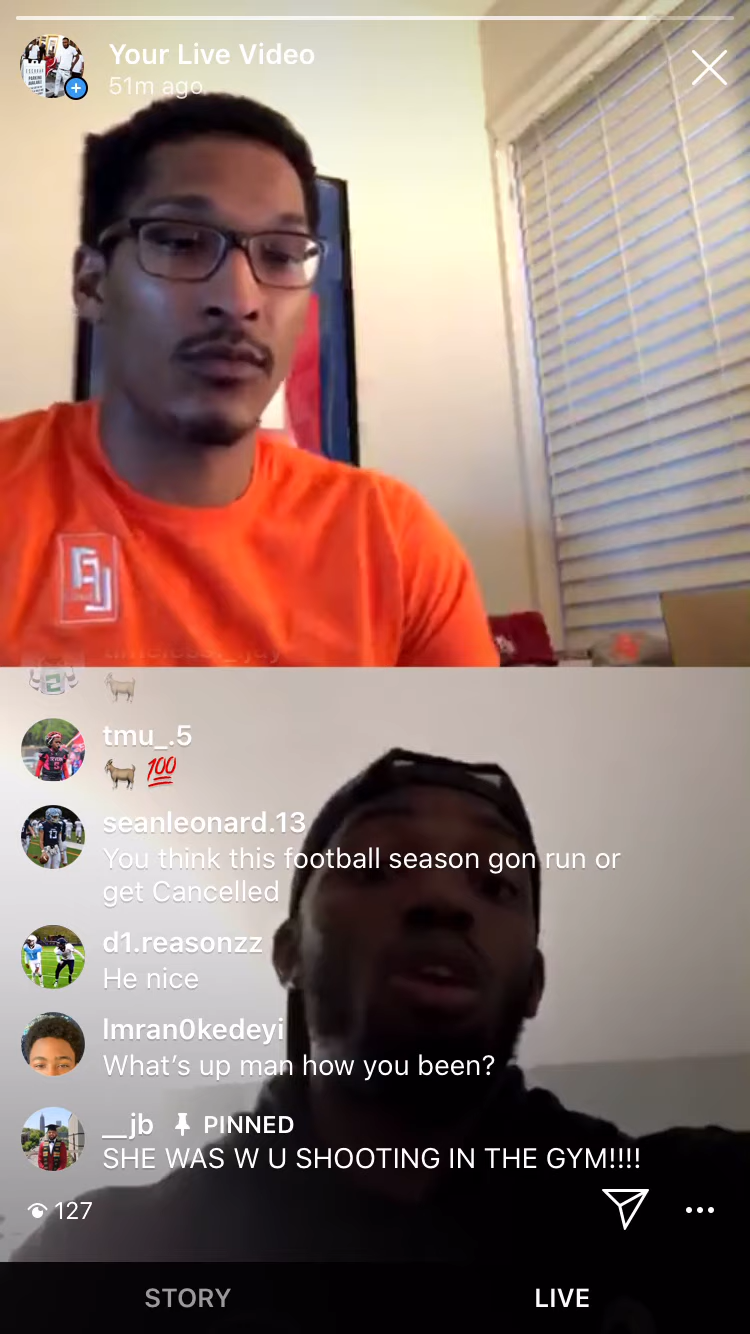 Your Live Video
51m ago
tmu_.5
🐐 💯
seanleonard.13
You think this football season gon run or
get Cancelled
d1.reasonzz
He nice
Imran0kedeyi
What’s up man how you been?
__jb PINNED
SHE WAS W U SHOOTING IN THE GYM!!!!
127
STORY LIVE